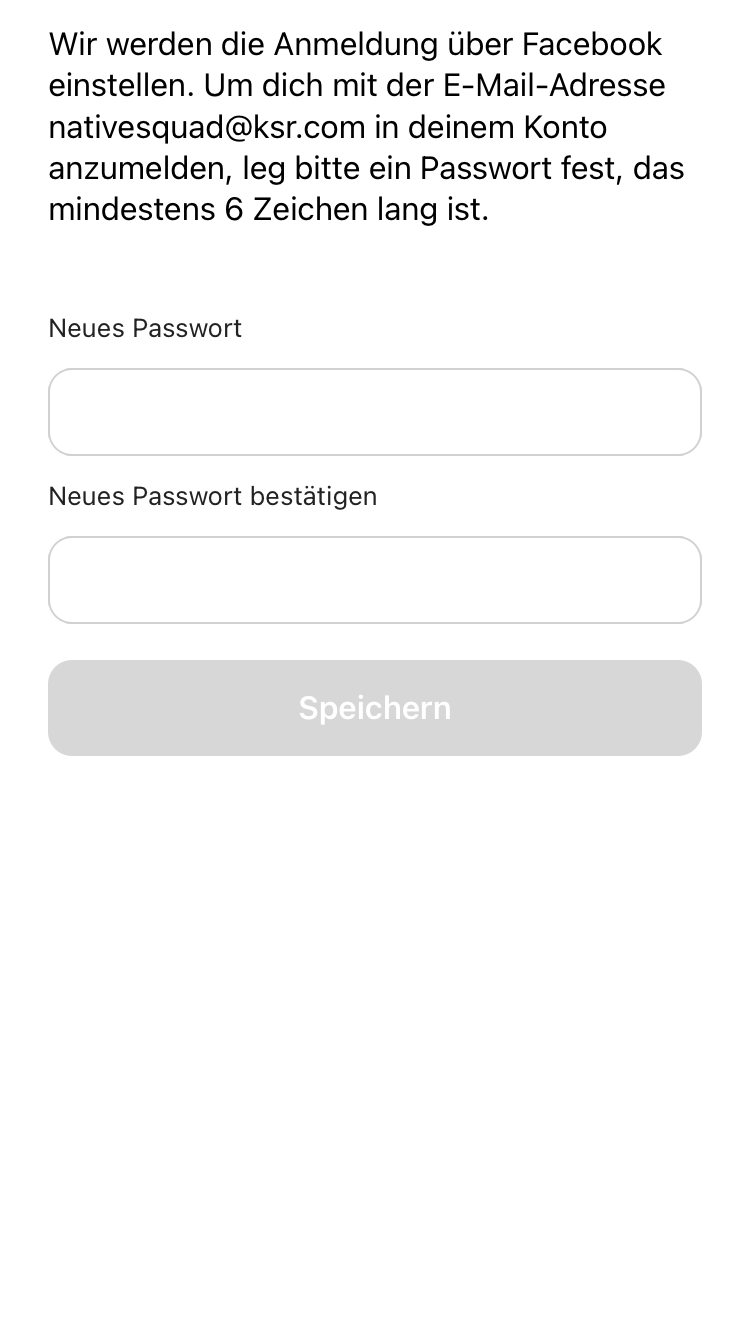 Wir werden die Anmeldung über Facebook
einstellen. Um dich mit der E-Mail-Adresse
nativesquad@ksr.com in deinem Konto
anzumelden, leg bitte ein Passwort fest, das
mindestens 6 Zeichen lang ist.
Neues Passwort
Neues Passwort bestätigen
Speichern